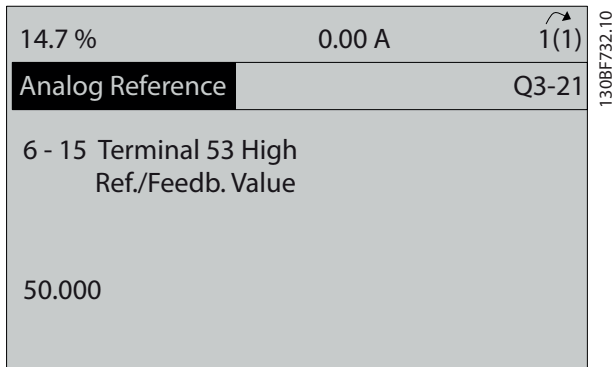 14.7 % 0.00 A 1(1)
Analog Reference Q3-21
6 - 15 Terminal 53 High
Ref./Feedb. Value
50.000
130BF732.10